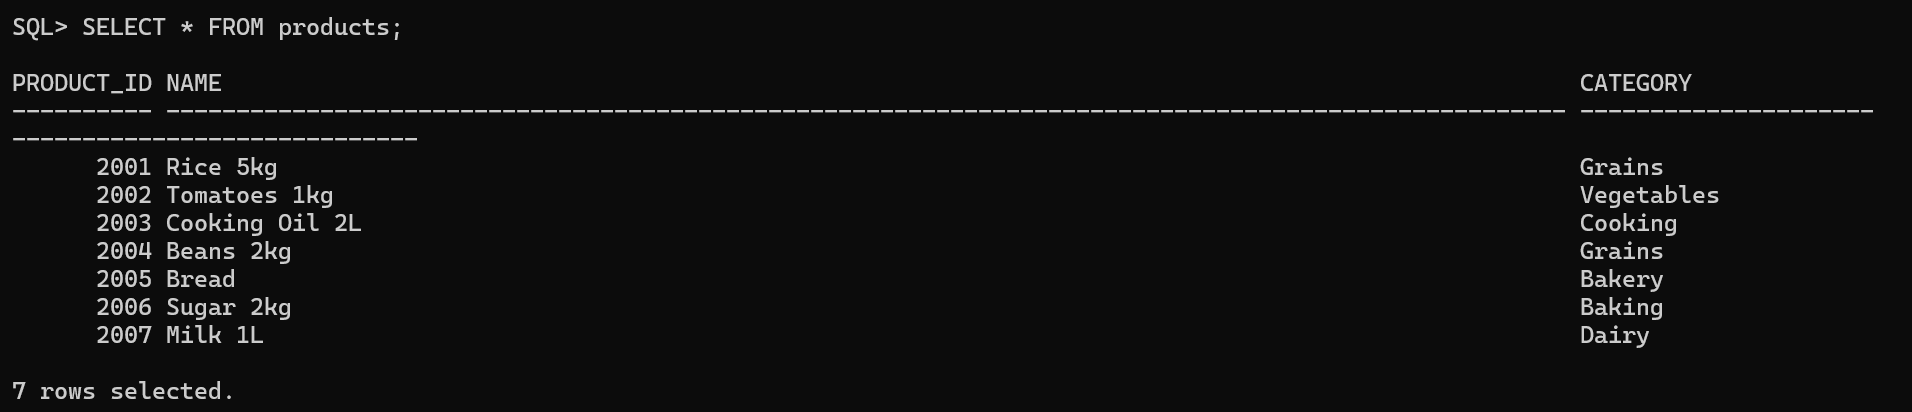 SQL> SELECT * FROM products;
PRODUCT_ID NAME                                                                                                 CATEGORY
---------- ---------------------------------------------------------------------------------------------------- ---------------------
-----------------------------
      2001 Rice 5kg                                                                                             Grains
      2002 Tomatoes 1kg                                                                                         Vegetables
      2003 Cooking Oil 2L                                                                                       Cooking
      2004 Beans 2kg                                                                                            Grains
      2005 Bread                                                                                                Bakery
      2006 Sugar 2kg                                                                                            Baking
      2007 Milk 1L                                                                                              Dairy
7 rows selected.